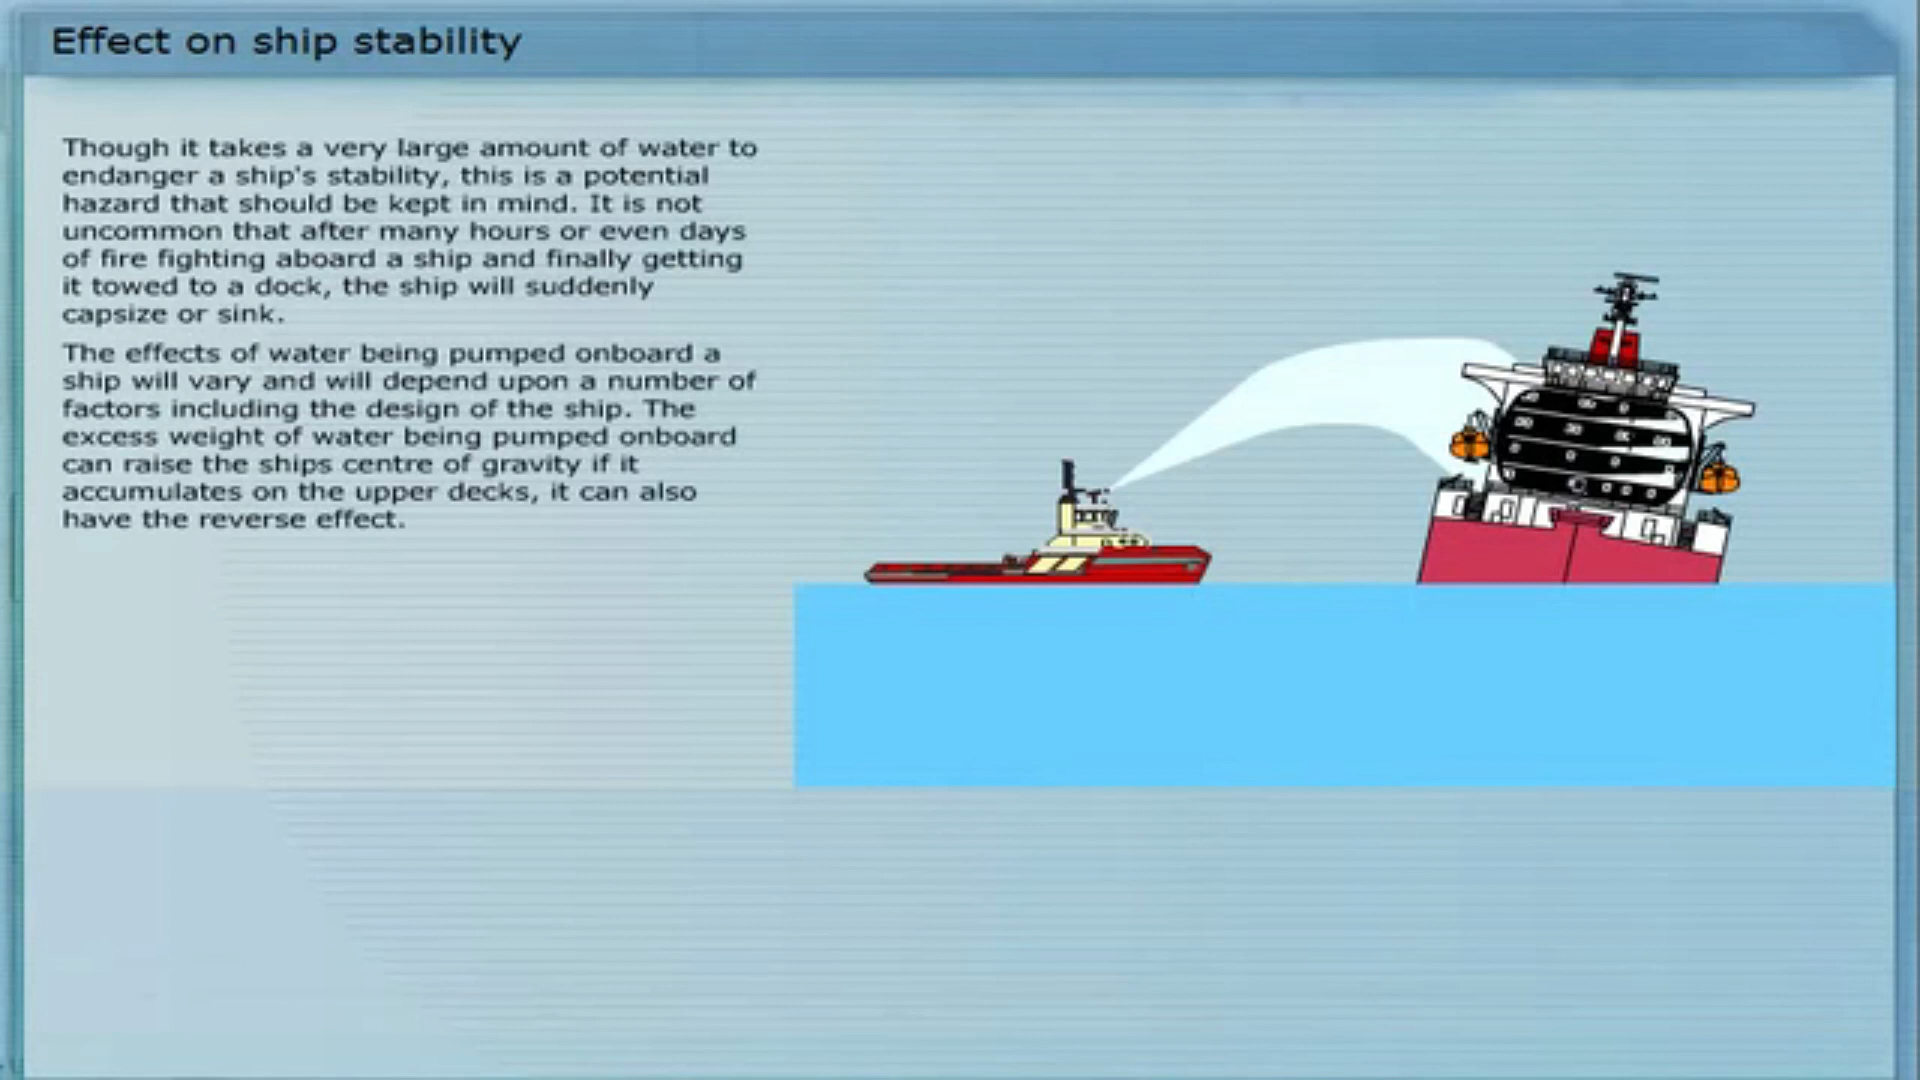 Effect on ship stability
Though it takes a very large amount of water to
endanger a ship's stability, this is a potential
hazard that should be kept in mind. It is not
uncommon that after many hours or even days
of fire fighting aboard a ship and finally getting
it towed to a dock, the ship will suddenly
capsize or sink.
The effects of water being pumped onboard a
ship will vary and will depend upon a number of
factors including the design of the ship. The
excess weight of water being pumped onboard
can raise the ships centre of gravity if it
accumulates on the upper decks, it can also
have the reverse effect.